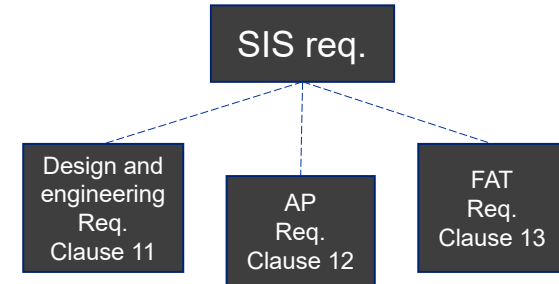 SIS req.
Design and
engineering
Req.
Clause 11
AP
Req.
Clause 12
FAT
Req.
Clause 13